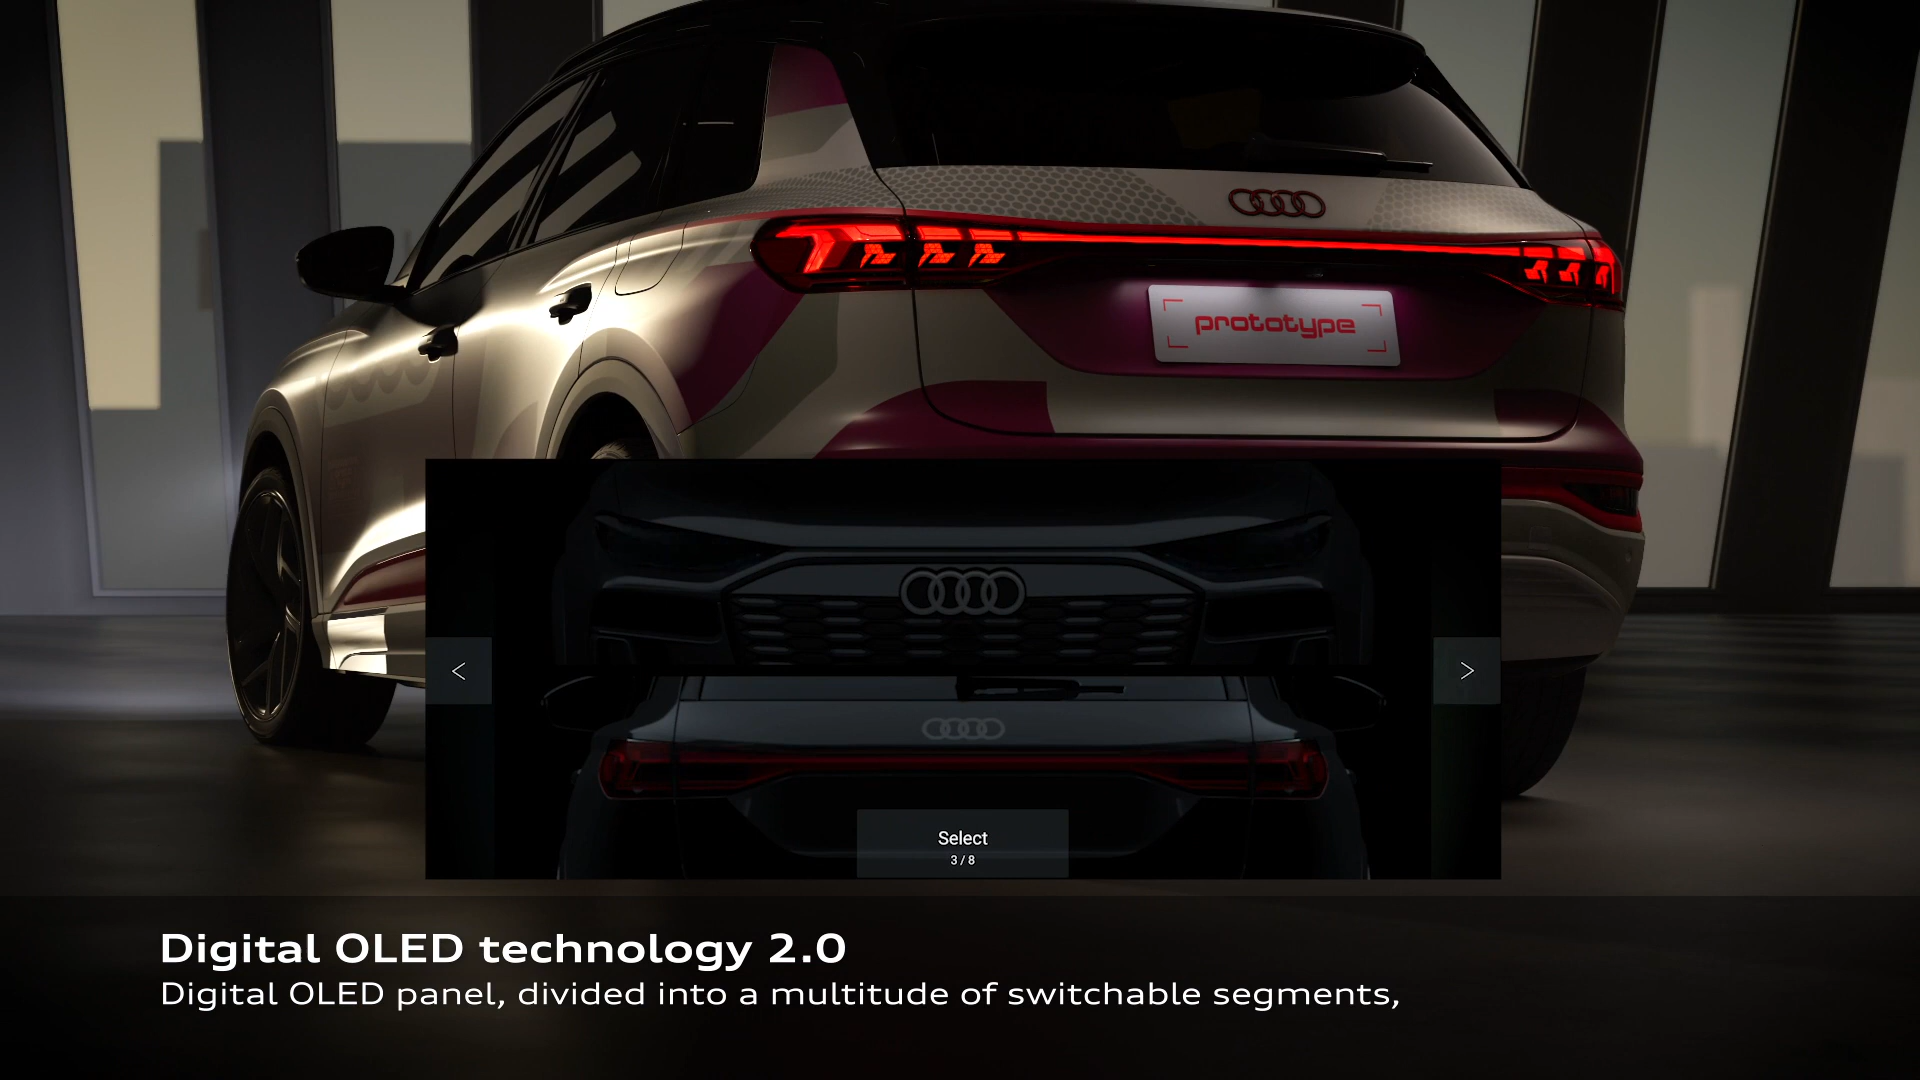 prototype
<
>
Select
3/8
Digital OLED technology 2.0
Digital OLED panel, divided into a multitude of switchable segments,